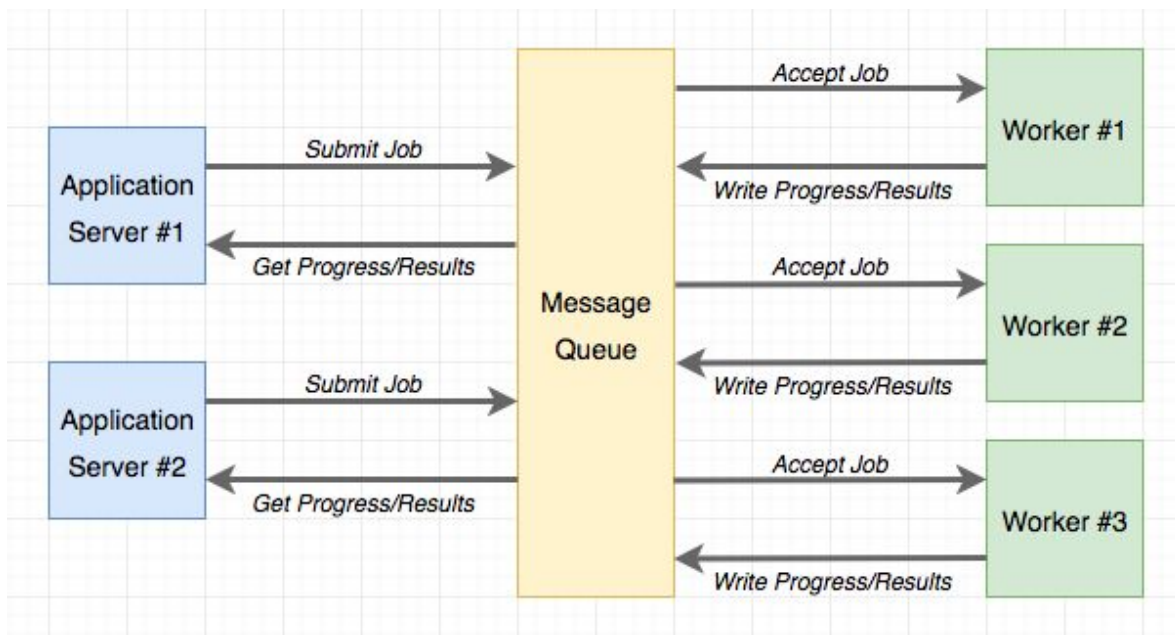 Application
Server #1
Submit Job
Get Progress/Results
Application
Server #2
Submit Job
Get Progress/Results
Message
Queue
Accept Job
Write Progress/Results
Worker #1
Accept Job
Write Progress/Results
Worker #2
Accept Job
Write Progress/Results
Worker #3